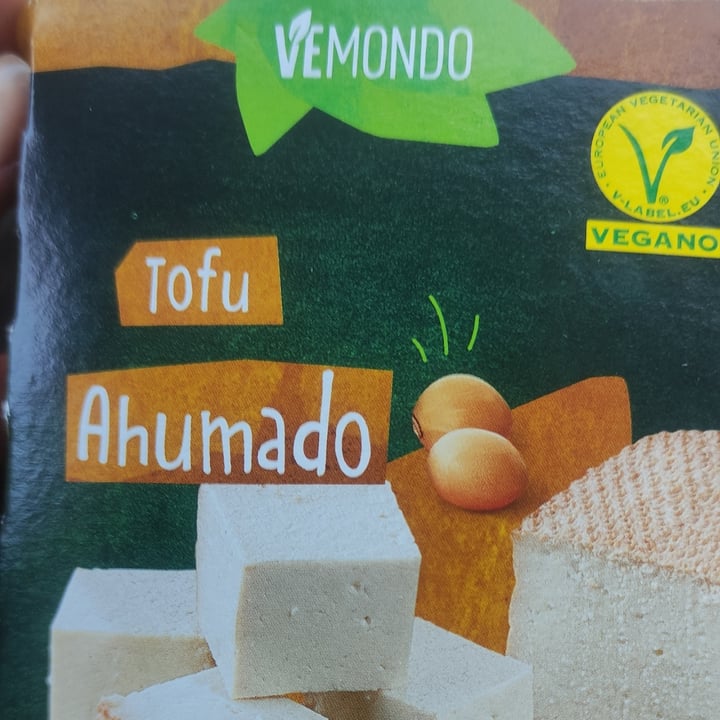 VEMONDO
EUROPEAN VEGETARIAN UNION
V-LABEL.EU
VEGANO
Tofu
Ahumado